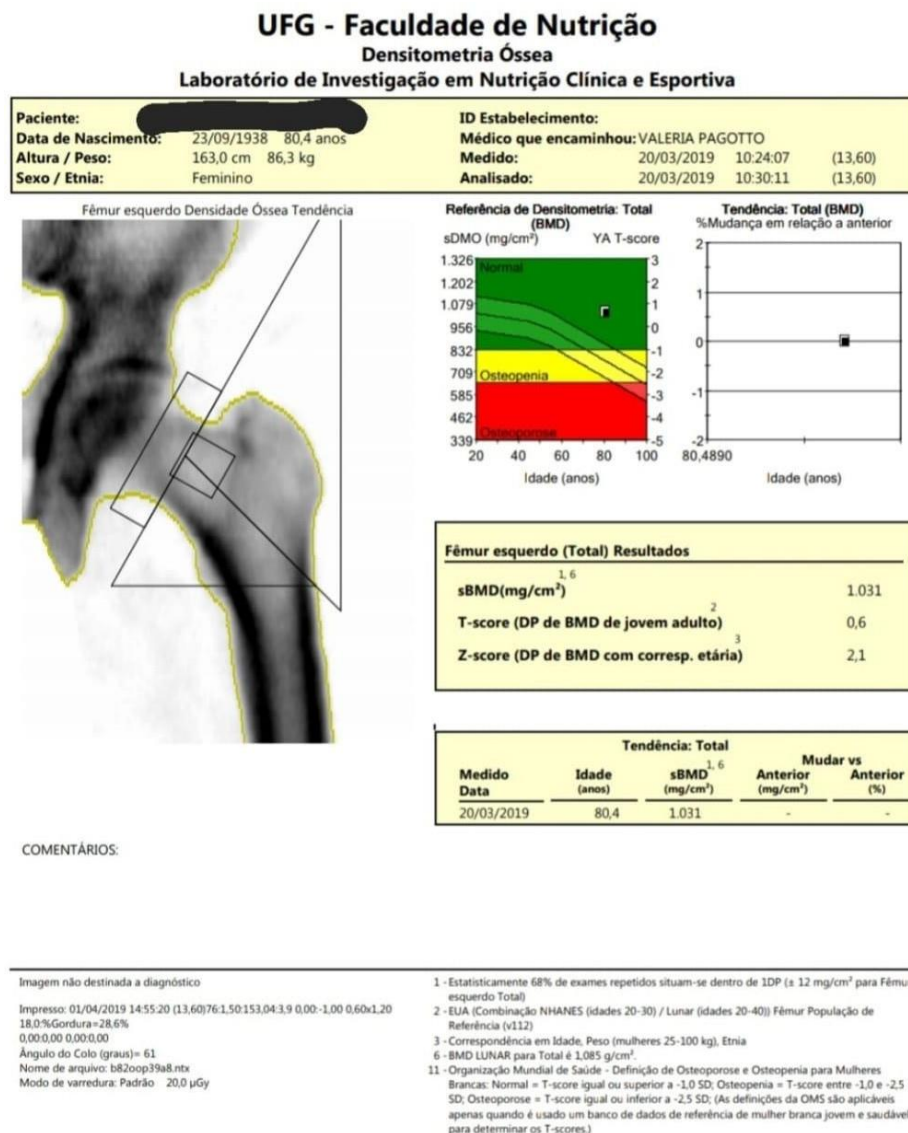 UFG - Faculdade de Nutrição
Densitometria Óssea
Laboratório de Investigação em Nutrição Clínica e Esportiva
Paciente:
Data de Nascimento: 23/09/1938 80,4 anos
Altura / Peso: 163,0 cm 86,3 kg
Sexo / Etnia: Feminino
ID Estabelecimento:
Médico que encaminhou: VALERIA PAGOTTO
Medido: 20/03/2019 10:24:07 (13,60)
Analisado: 20/03/2019 10:30:11 (13,60)
Fêmur esquerdo Densidade Óssea Tendência
Referência de Densitometria: Total
(BMD)
sDMO (mg/cm²) YA T-score
1.326 3
1.202 2
1.079 1
956 0
832 -1
709 -2
585 -3
462 -4
339 -5
Normal
Osteopenia
Osteoporose
20 40 60 80 100
Idade (anos)
Tendência: Total (BMD)
%Mudança em relação a anterior
2
1
0
-1
-2
80,4890
Idade (anos)
Fêmur esquerdo (Total) Resultados
sBMD(mg/cm²) 1, 6 1.031
T-score (DP de BMD de jovem adulto) 2 0,6
Z-score (DP de BMD com corresp. etária) 3 2,1
Tendência: Total
Mudar vs
Medido Idade sBMD 1, 6 Anterior Anterior
Data (anos) (mg/cm²) (mg/cm²) (%)
20/03/2019 80,4 1.031 - -
COMENTÁRIOS:
Imagem não destinada a diagnóstico
Impresso: 01/04/2019 14:55:20 (13,60)76:1,50:153,04:3,9 0,00:-1,00 0,60x1,20
18,0:%Gordura=28,6%
0,00:0,00 0,00:0,00
Ângulo do Colo (graus)= 61
Nome de arquivo: b82oop39a8.ntx
Modo de varredura: Padrão 20,0 µGy
1 - Estatisticamente 68% de exames repetidos situam-se dentro de 1DP (± 12 mg/cm² para Fêmu
esquerdo Total)
2 - EUA (Combinação NHANES (idades 20-30) / Lunar (idades 20-40)) Fêmur População de
Referência (v112)
3 - Correspondência em Idade, Peso (mulheres 25-100 kg), Etnia
6 - BMD LUNAR para Total é 1,085 g/cm².
11 - Organização Mundial de Saúde - Definição de Osteoporose e Osteopenia para Mulheres
Brancas: Normal = T-score igual ou superior a -1,0 SD; Osteopenia = T-score entre -1,0 e -2,5
SD; Osteoporose = T-score igual ou inferior a -2,5 SD; (As definições da OMS são aplicáveis
apenas quando é usado um banco de dados de referência de mulher branca jovem e saudável
para determinar os T-scores.)